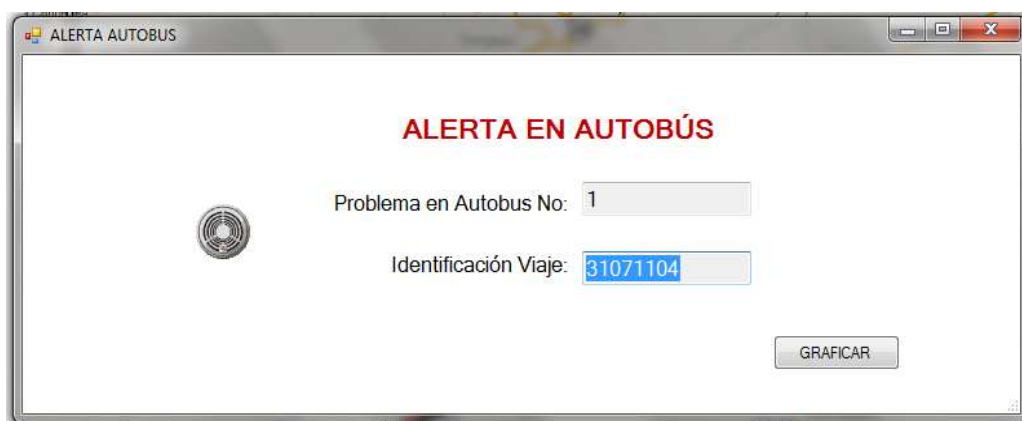 ALERTA AUTOBUS
ALERTA EN AUTOBÚS
Problema en Autobus No: 1
Identificación Viaje: 31071104
GRAFICAR